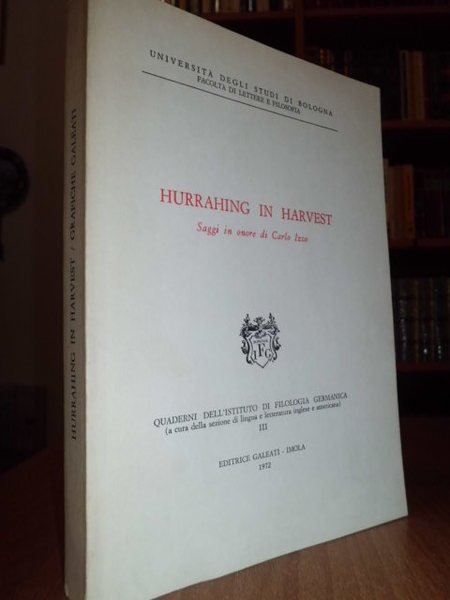 UNIVERSITÀ DEGLI STUDI DI BOLOGNA
FACOLTÀ DI LETTERE E FILOSOFIA
HURRAHING IN HARVEST
Saggi in onore di Carlo Izzo
IFG
QUADERNI DELL'ISTITUTO DI FILOLOGIA GERMANICA
(a cura della sezione di lingua e letteratura inglese e americana)
III
EDITRICE GALEATI - IMOLA
1972
HURRAHING IN HARVEST / GRAFICHE GALEATI